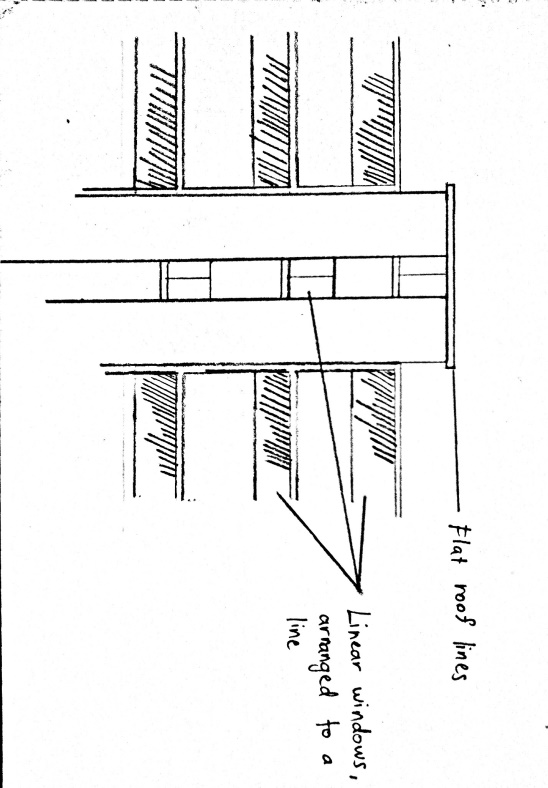 Flat roof lines
Linear windows,
arranged to a
line